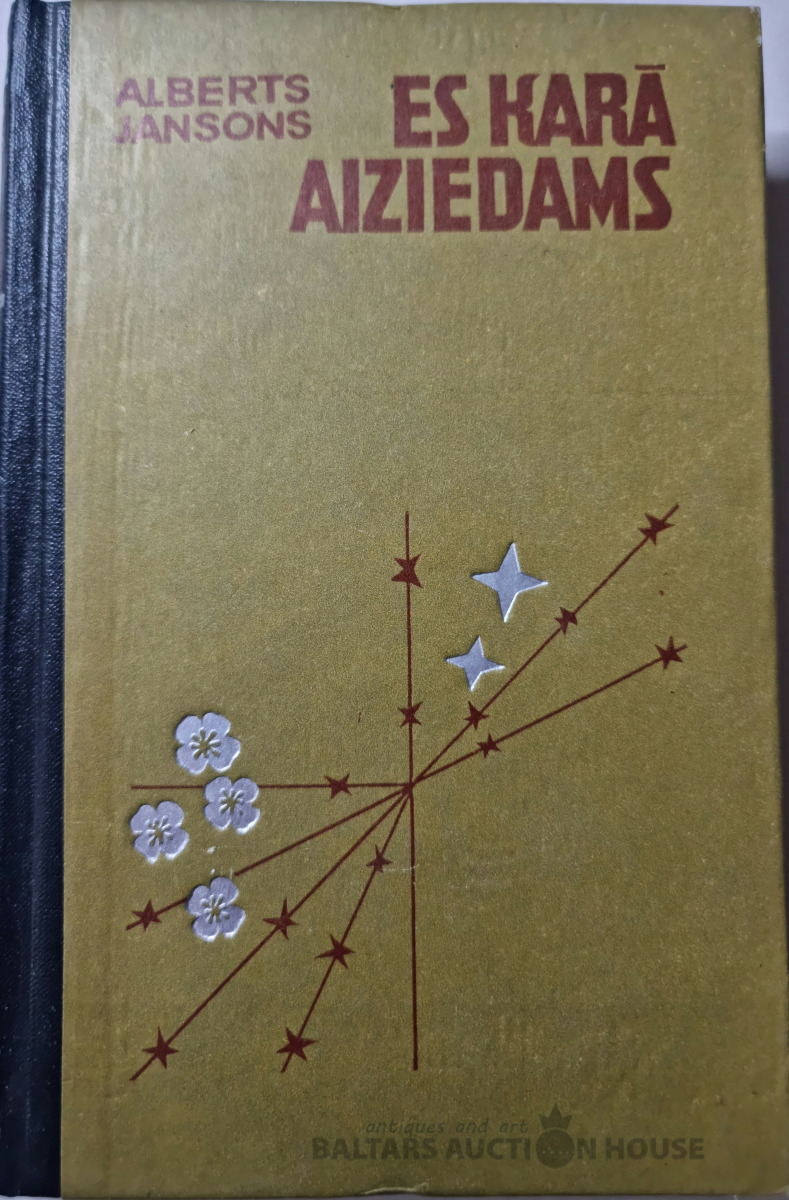 ALBERTS
JANSONS
ES KARĀ
AIZIEDAMS
antiques and art
BALTARS AUCTION HOUSE